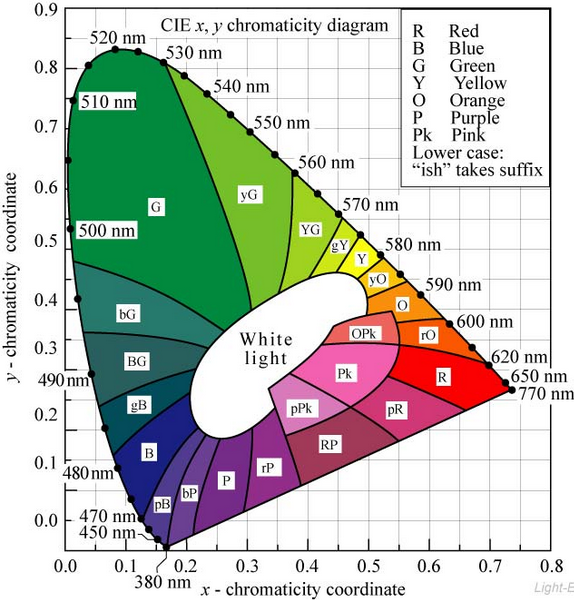 CIE x, y chromaticity diagram
R Red
B Blue
G Green
Y Yellow
O Orange
P Purple
Pk Pink
Lower case:
“ish” takes suffix
0.9
0.8
0.7
0.6
0.5
0.4
0.3
0.2
0.1
0.0
y - chromaticity coordinate
520 nm
530 nm
540 nm
510 nm
550 nm
560 nm
570 nm
500 nm
580 nm
590 nm
600 nm
620 nm
650 nm
770 nm
490 nm
480 nm
470 nm
450 nm
380 nm
G
yG
YG
gY
Y
yO
O
rO
R
bG
BG
gB
B
pB
bP
P
rP
RP
pR
pPk
Pk
OPk
White
light
0.0 0.1 0.2 0.3 0.4 0.5 0.6 0.7 0.8
x - chromaticity coordinate
Light-E